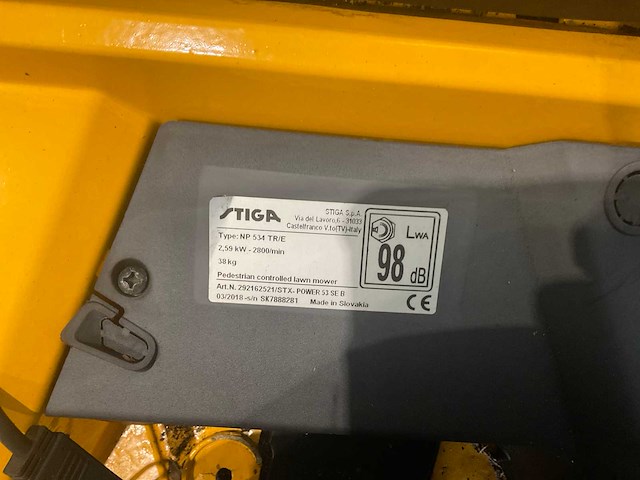 STIGA
STIGA S.p.A.
Via del Lavoro,6 - 31033
Castelfranco V.to(TV)-Italy
Type: NP 534 TR/E
2,59 kW - 2800/min
38 kg
Pedestrian controlled lawn mower
Art.N. 292162521/STX- POWER 53 SE B
03/2018 -s/n SK7888281 Made in Slovakia
LWA
98 dB
CE